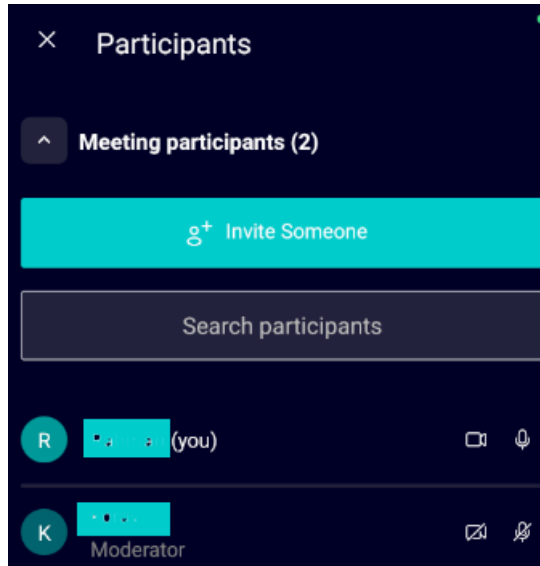 Participants
Meeting participants (2)
Invite Someone
Search participants
R (you)
K
Moderator